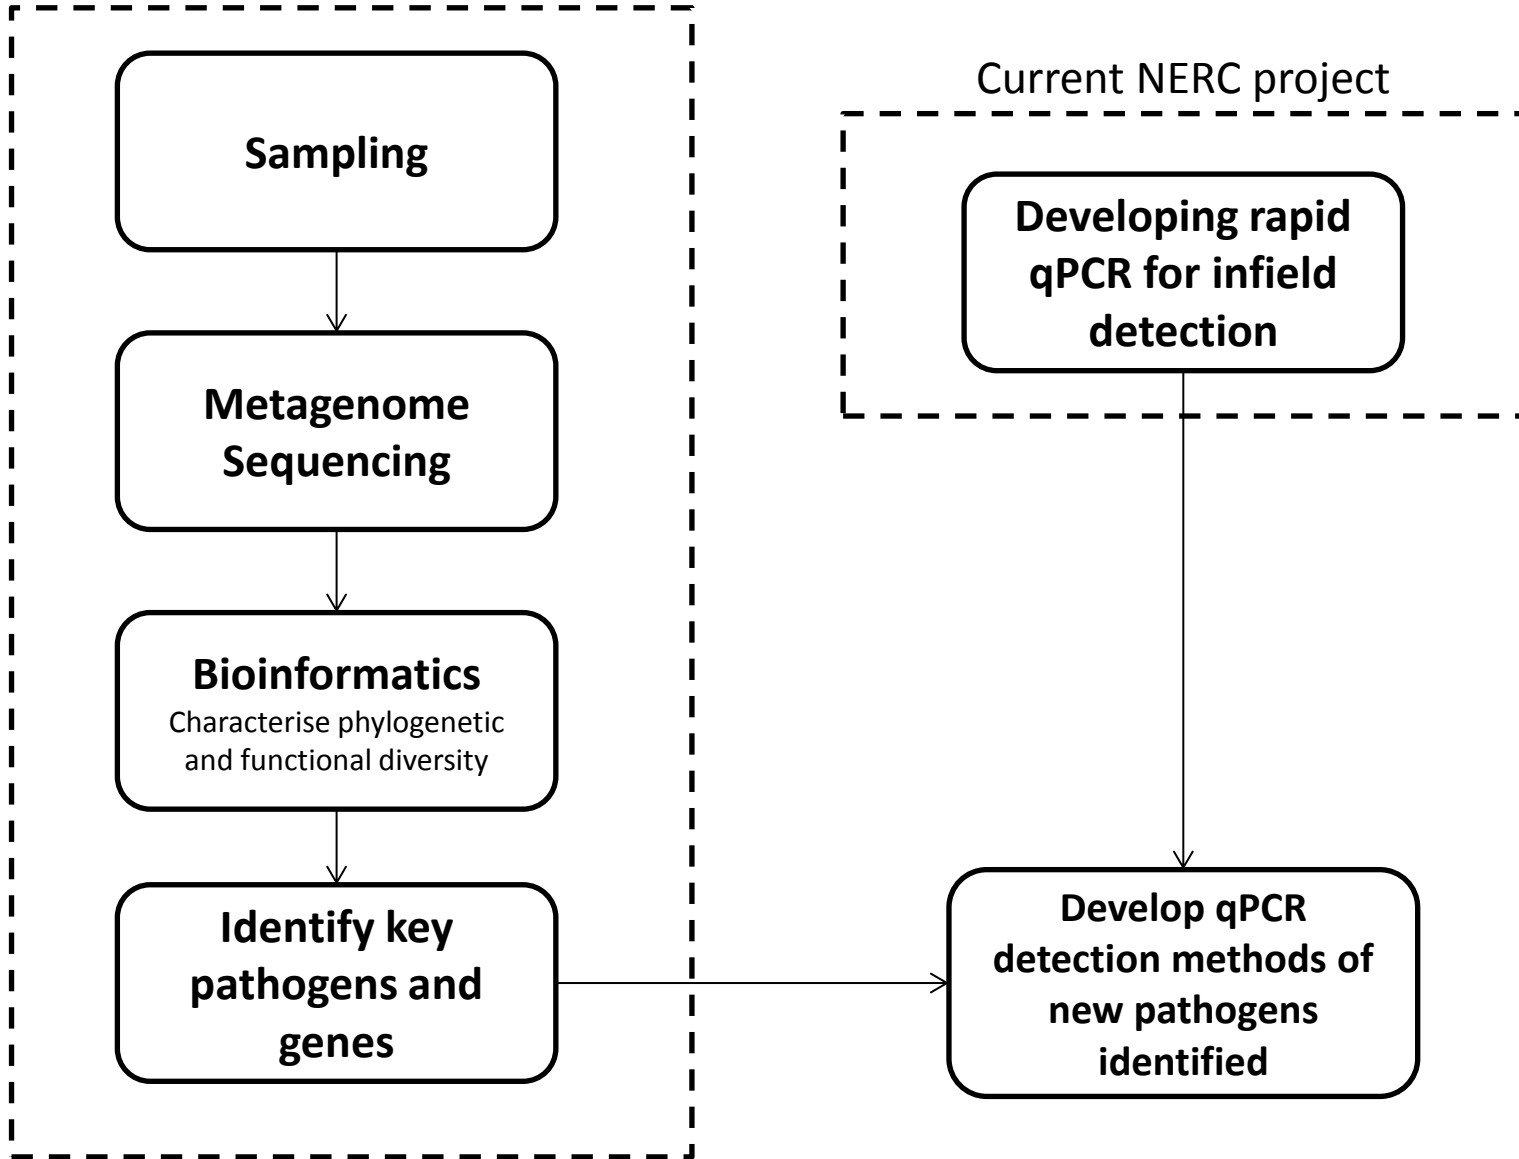 Sampling
Metagenome
Sequencing
Bioinformatics
Characterise phylogenetic
and functional diversity
Identify key
pathogens and
genes
Current NERC project
Developing rapid
qPCR for infield
detection
Develop qPCR
detection methods of
new pathogens
identified